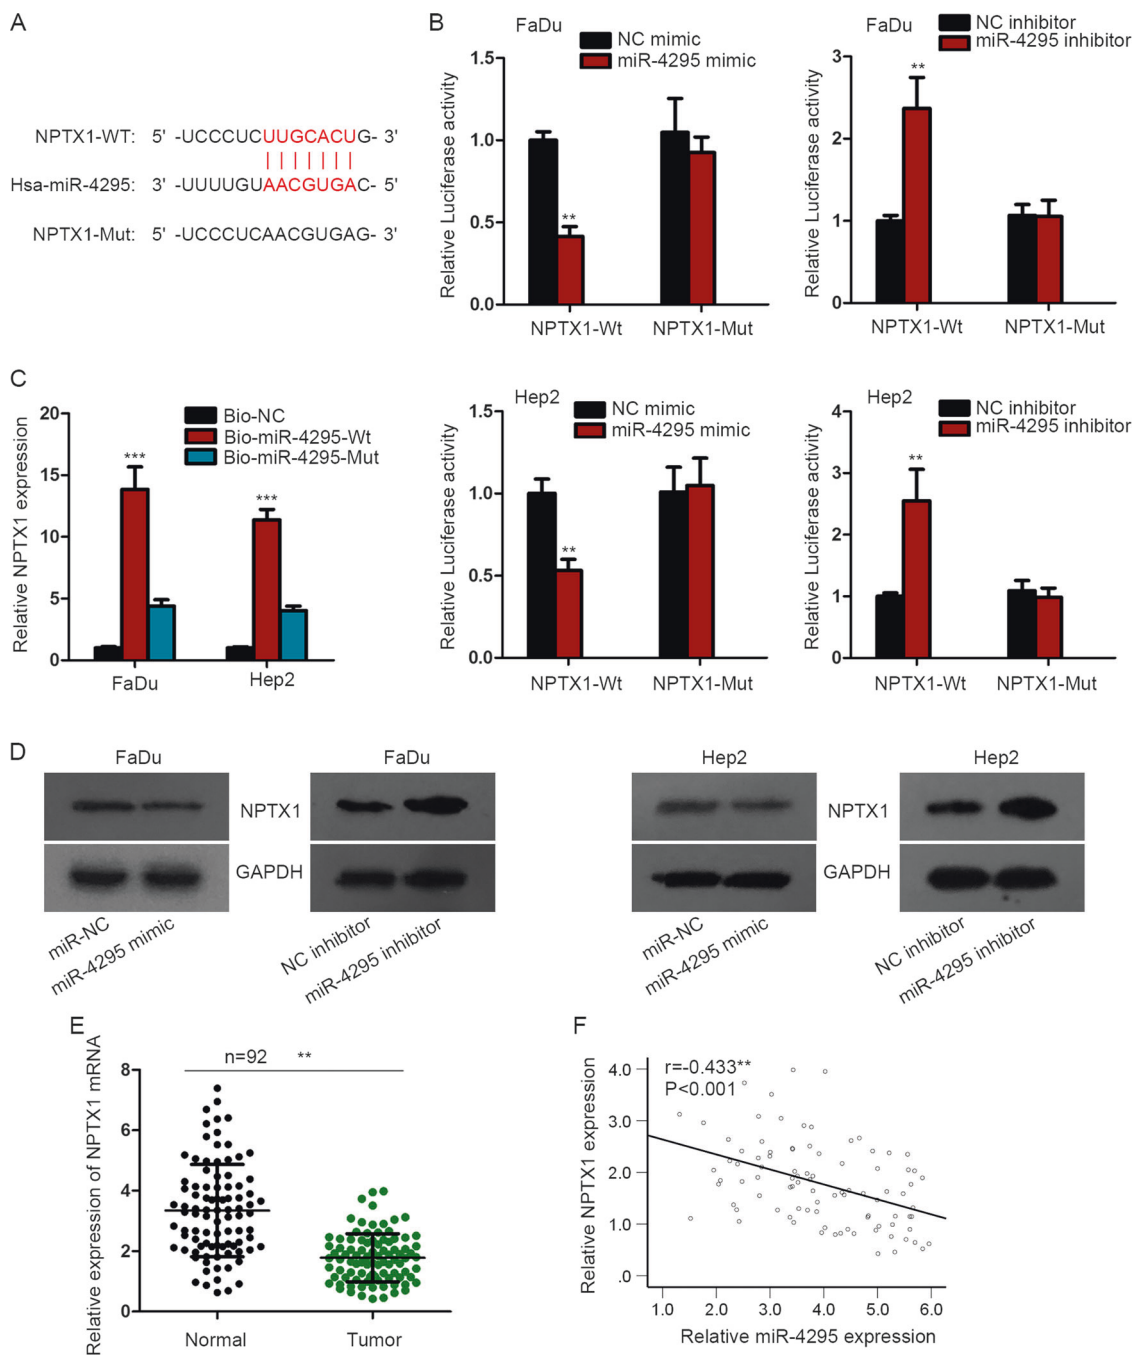 A
NPTX1-WT: 5' -UCCCUCUUGCACUG- 3'
Hsa-miR-4295: 3' -UUUUGUAACGUGAC- 5'
NPTX1-Mut: 5' -UCCCUCAACGUGAG- 3'
B
FaDu
NC mimic
miR-4295 mimic
Relative Luciferase activity
1.5
1.0
0.5
0.0
**
NPTX1-Wt
NPTX1-Mut
FaDu
NC inhibitor
miR-4295 inhibitor
Relative Luciferase activity
3
2
1
0
**
NPTX1-Wt
NPTX1-Mut
C
Bio-NC
Bio-miR-4295-Wt
Bio-miR-4295-Mut
Relative NPTX1 expression
20
15
10
5
0
***
***
FaDu
Hep2
Hep2
NC mimic
miR-4295 mimic
Relative Luciferase activity
1.5
1.0
0.5
0.0
**
NPTX1-Wt
NPTX1-Mut
Hep2
NC inhibitor
miR-4295 inhibitor
Relative Luciferase activity
4
3
2
1
0
**
NPTX1-Wt
NPTX1-Mut
D
FaDu
FaDu
Hep2
Hep2
NPTX1
NPTX1
GAPDH
GAPDH
miR-NC
miR-4295 mimic
NC inhibitor
miR-4295 inhibitor
miR-NC
miR-4295 mimic
NC inhibitor
miR-4295 inhibitor
E
Relative expression of NPTX1 mRNA
n=92 **
8
6
4
2
0
Normal
Tumor
F
r=-0.433**
P<0.001
Relative NPTX1 expression
4.0
3.0
2.0
1.0
.0
1.0 2.0 3.0 4.0 5.0 6.0
Relative miR-4295 expression